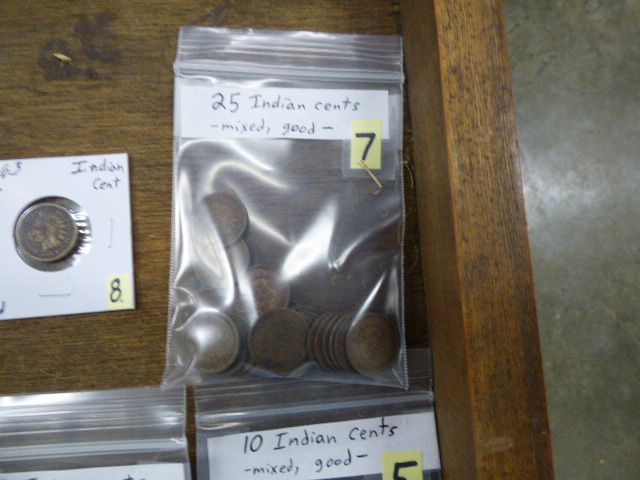 25 Indian cents
-mixed, good-
7
Indian
cent
8.
10 Indian cents
-mixed, good-
5